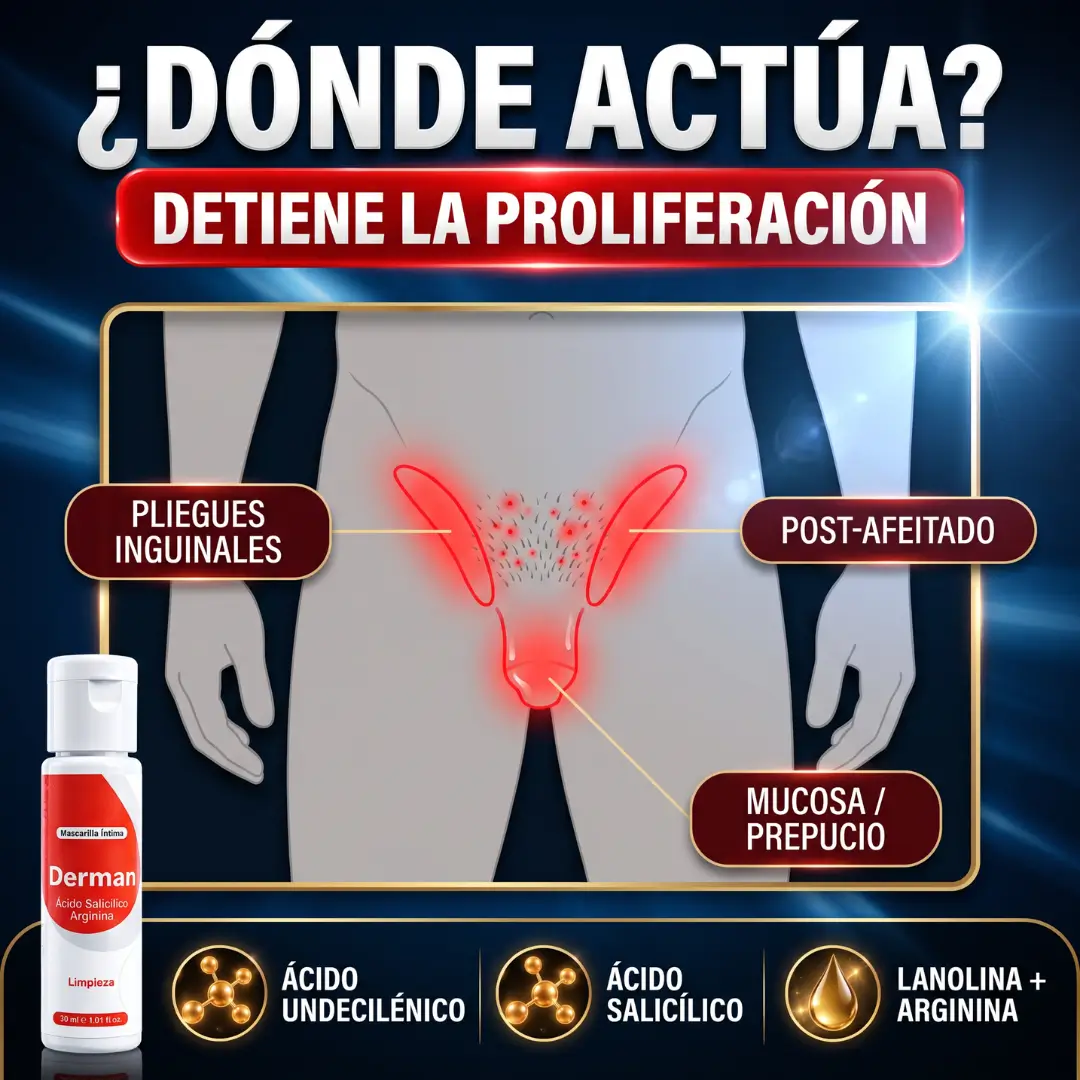 ¿DÓNDE ACTÚA?
DETIENE LA PROLIFERACIÓN
PLIEGUES
INGUINALES
POST-AFEITADO
MUCOSA /
PREPUCIO
Mascarilla Íntima
Derman
Ácido Salicílico
Arginina
Limpieza
30 ml e 1.01 fl oz.
ÁCIDO
UNDECILÉNICO
ÁCIDO
SALICÍLICO
LANOLINA +
ARGININA